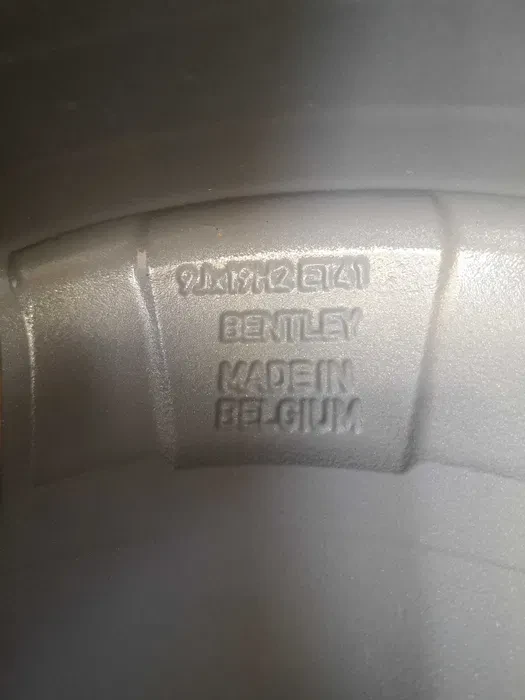 9Jx19H2 ET41
BENTLEY
MADE IN
BELGIUM